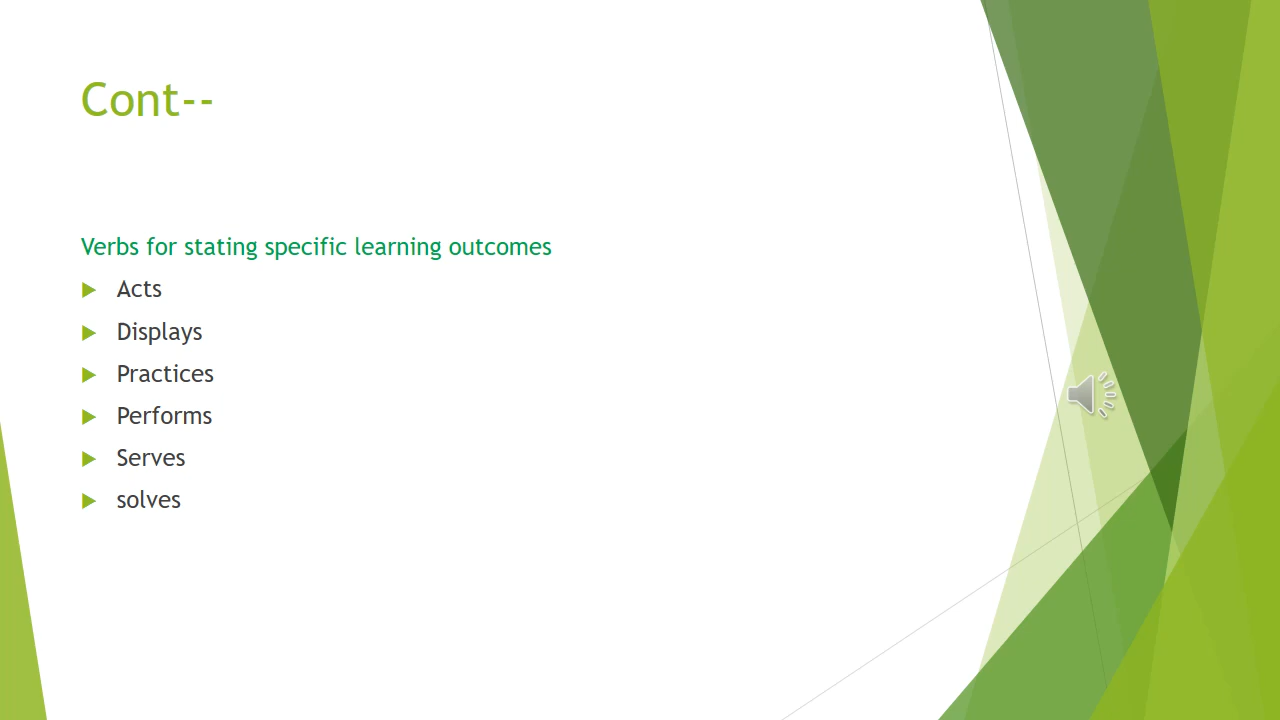 Cont--
Verbs for stating specific learning outcomes
Acts
Displays
Practices
Performs
Serves
solves